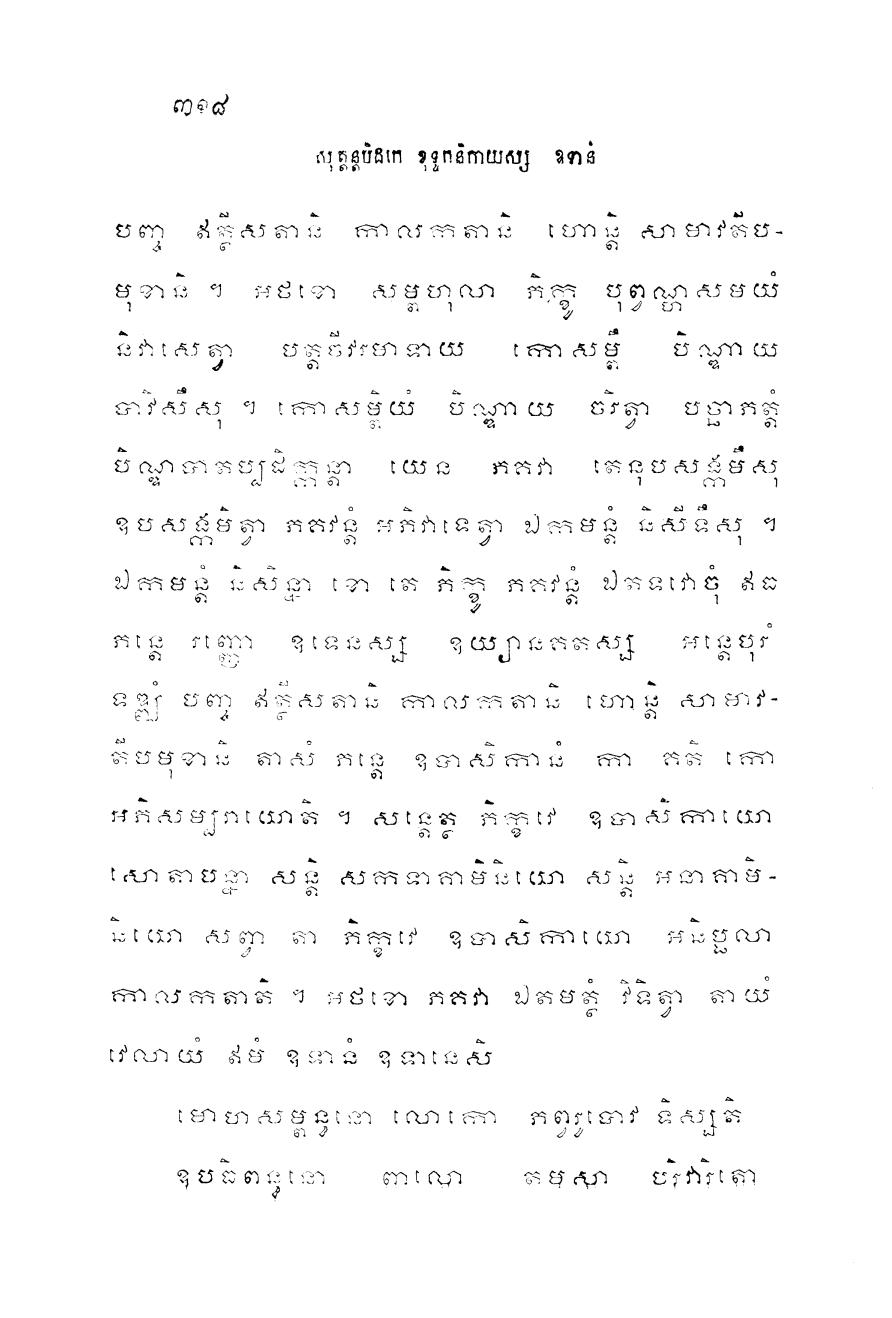 ៣១៨
សុត្តន្តបិដកេ ខុទ្ទកនិកាយស្ស ឧទានំ
បញ្ច ឥត្ថីសតានិ កាលកតានិ ហោន្តិ សាមាវតីប-
មុខានិ ។ អថខោ សម្ពហុលា ភិក្ខូ បុព្វណ្ហសមយំ
និវាសេត្វា បត្តចីវរមាទាយ កោសម្ពឹ បិណ្ឌាយ
បាវិសឹសុ ។ កោសម្ពិយំ បិណ្ឌាយ ចរិត្វា បច្ឆាភត្តំ
បិណ្ឌបាតប្បដិក្កន្តា យេន ភគវា តេនុបសង្កមឹសុ
ឧបសង្កមិត្វា ភគវន្តំ អភិវាទេត្វា ឯកមន្តំ និសីទឹសុ ។
ឯកមន្តំ និសិន្នា ខោ តេ ភិក្ខូ ភគវន្តំ ឯតទវោចុំ ឥធ
ភន្តេ រញ្ញោ ឧទេនស្ស ឧយ្យានគតស្ស អន្តេបុរំ
ទឌ្ឍំ បញ្ច ឥត្ថីសតានិ កាលកតានិ ហោន្តិ សាមាវ-
តីបមុខានិ តាសំ ភន្តេ ឧបាសិកានំ កា គតិ កោ
អភិសម្បរាយោតិ ។ សន្តេត្ថ ភិក្ខវេ ឧបាសិកាយោ
សោតាបន្នា សន្តិ សកទាគាមិនិយោ សន្តិ អនាគាមិ-
និយោ សព្វា តា ភិក្ខវេ ឧបាសិកាយោ អនិប្ផលា
កាលកតាតិ ។ អថខោ ភគវា ឯតមត្ថំ វិទិត្វា តាយំ
វេលាយំ ឥមំ ឧទានំ ឧទានេសិ
មោហសម្ពន្ធនោ លោកោ ភព្វរូបោវ ទិស្សតិ
ឧបធិពន្ធនោ ពាលោ តមសា បរិវារិតោ